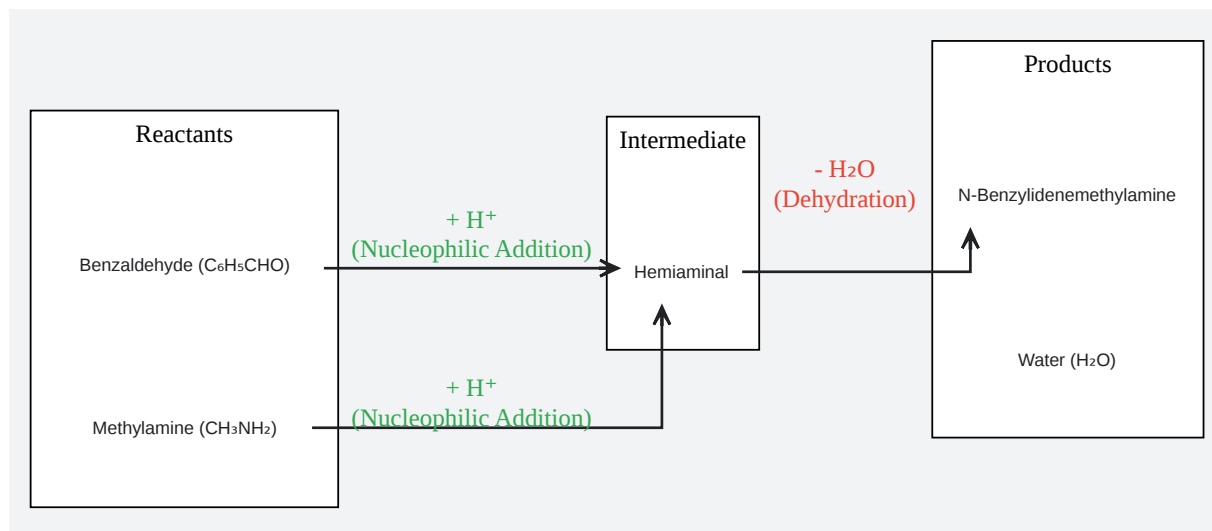 Reactants
Benzaldehyde (C₆H₅CHO)
Methylamine (CH₃NH₂)
+ H⁺
(Nucleophilic Addition)
+ H⁺
(Nucleophilic Addition)
Intermediate
Hemiaminal
- H₂O
(Dehydration)
Products
N-Benzylidenemethylamine
Water (H₂O)